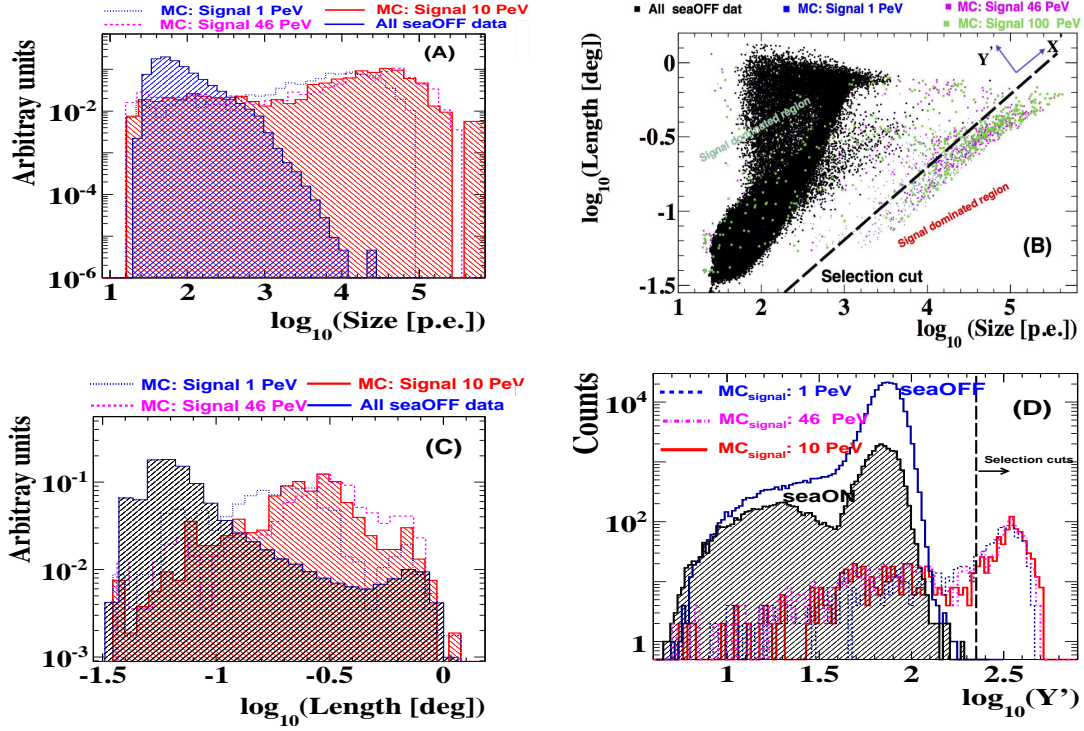 MC: Signal 1 PeV MC: Signal 10 PeV
MC: Signal 46 PeV All seaOFF data
(A)
Arbitray units
10⁻²
10⁻⁴
10⁻⁶
1 2 3 4 5
log₁₀(Size [p.e.])
All seaOFF dat MC: Signal 1 PeV MC: Signal 46 PeV
MC: Signal 100 PeV
Y' X'
log₁₀(Length [deg]
0
-0.5
-1
-1.5
Signal dominated region
Signal dominated region
(B)
Selection cut
1 2 3 4 5
log₁₀ (Size [p.e.]
MC: Signal 1 PeV MC: Signal 10 PeV
MC: Signal 46 PeV All seaOFF data
(C)
Arbitray units
10⁻¹
10⁻²
10⁻³
-1.5 -1 -0.5 0
log₁₀(Length [deg]
Counts
10⁴
10²
1
MCsignal: 1 PeV seaOFF
(D)
MCsignal: 46 PeV
MCsignal: 10 PeV
Selection cuts
seaON
1 1.5 2 2.5
log₁₀(Y')